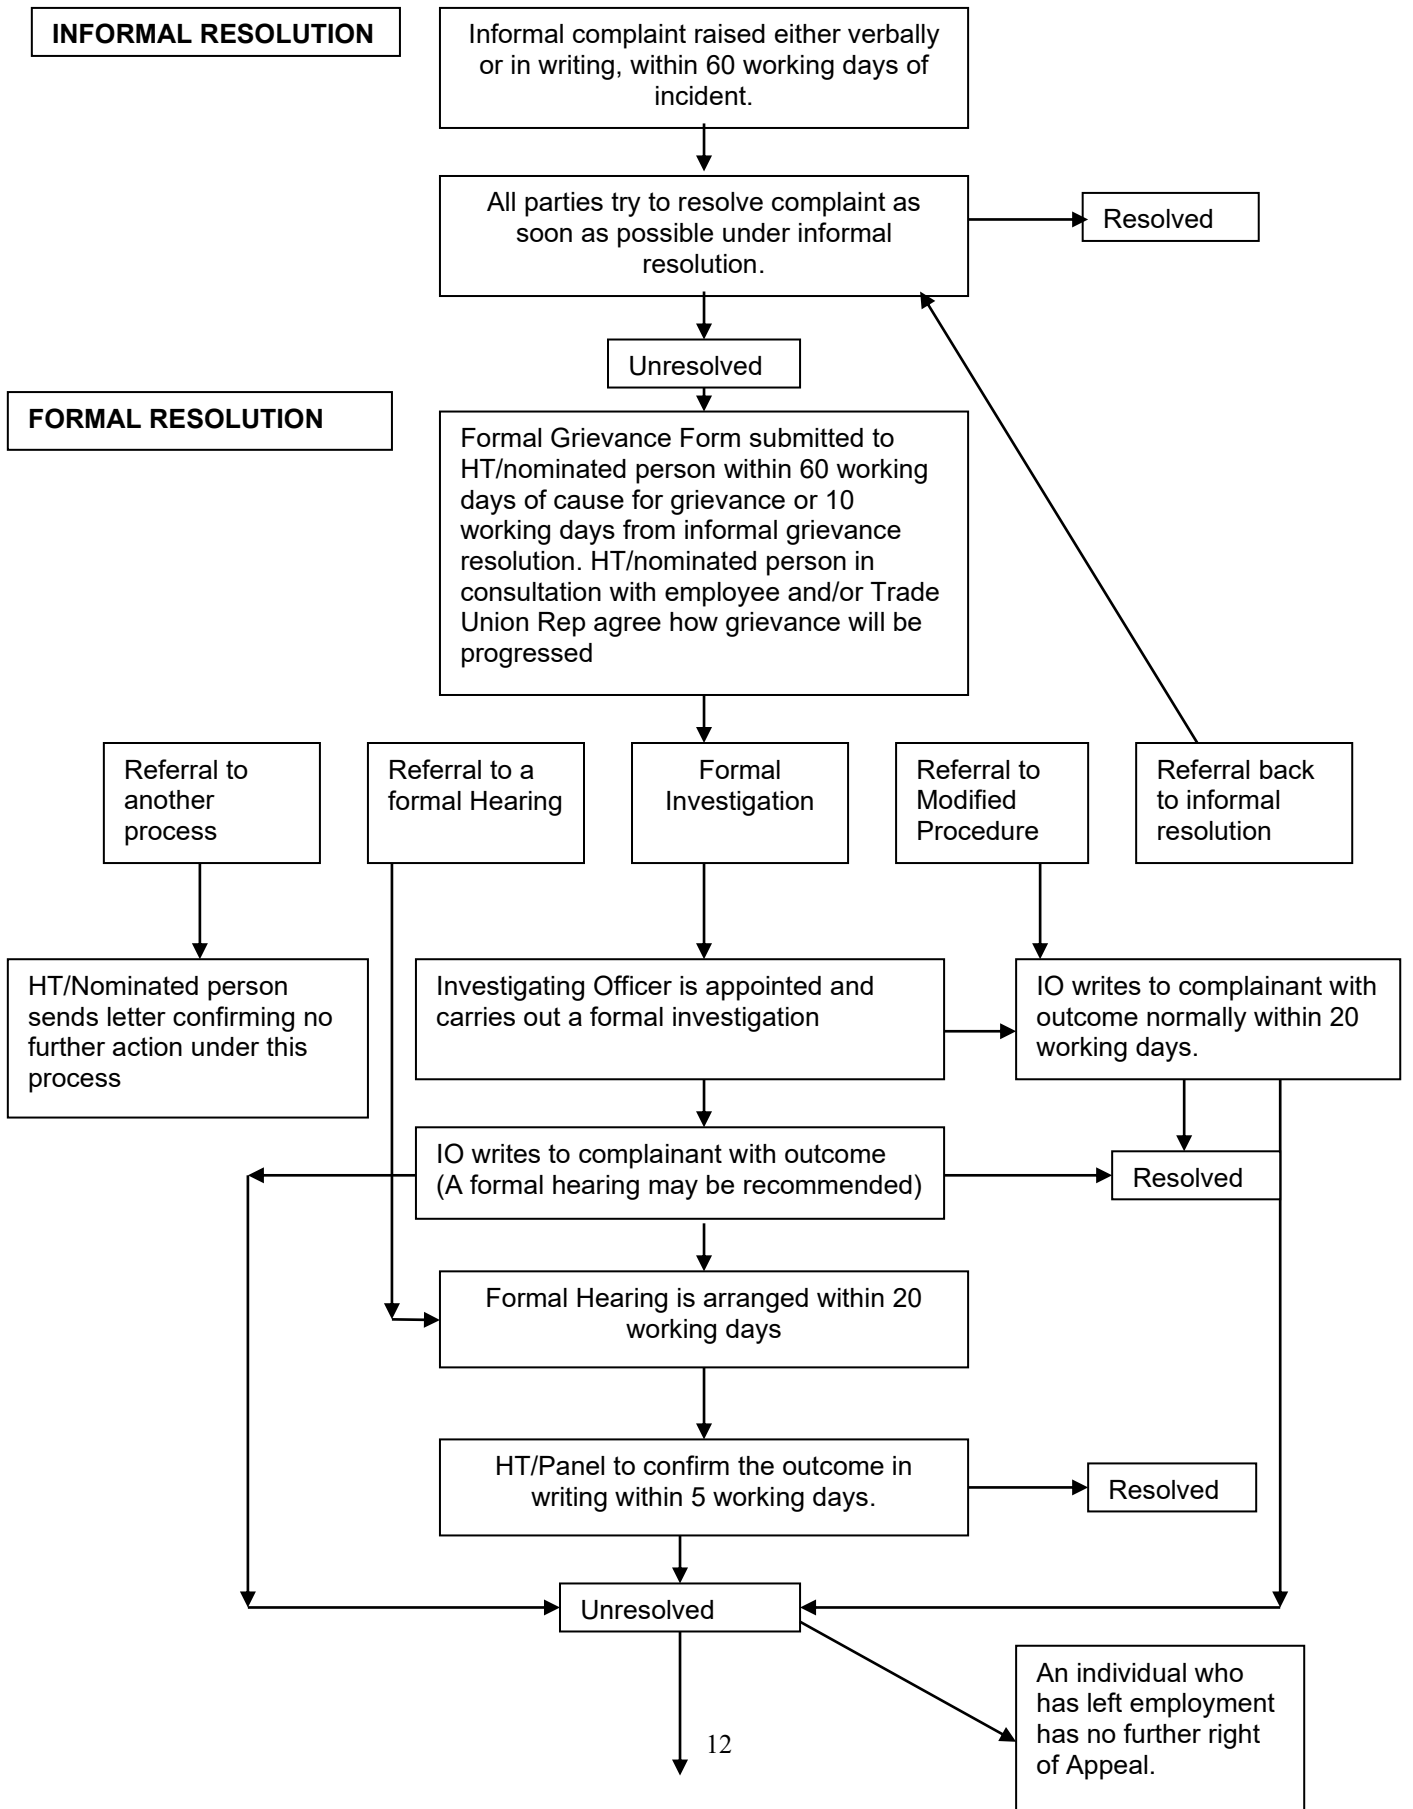 INFORMAL RESOLUTION
Informal complaint raised either verbally
or in writing, within 60 working days of
incident.
All parties try to resolve complaint as
soon as possible under informal
resolution.
Resolved
Unresolved
FORMAL RESOLUTION
Formal Grievance Form submitted to
HT/nominated person within 60 working
days of cause for grievance or 10
working days from informal grievance
resolution. HT/nominated person in
consultation with employee and/or Trade
Union Rep agree how grievance will be
progressed
Referral to
another
process
Referral to a
formal Hearing
Formal
Investigation
Referral to
Modified
Procedure
Referral back
to informal
resolution
HT/Nominated person
sends letter confirming no
further action under this
process
Investigating Officer is appointed and
carries out a formal investigation
IO writes to complainant with
outcome normally within 20
working days.
IO writes to complainant with outcome
(A formal hearing may be recommended)
Resolved
Formal Hearing is arranged within 20
working days
HT/Panel to confirm the outcome in
writing within 5 working days.
Resolved
Unresolved
An individual who
has left employment
has no further right
of Appeal.
12